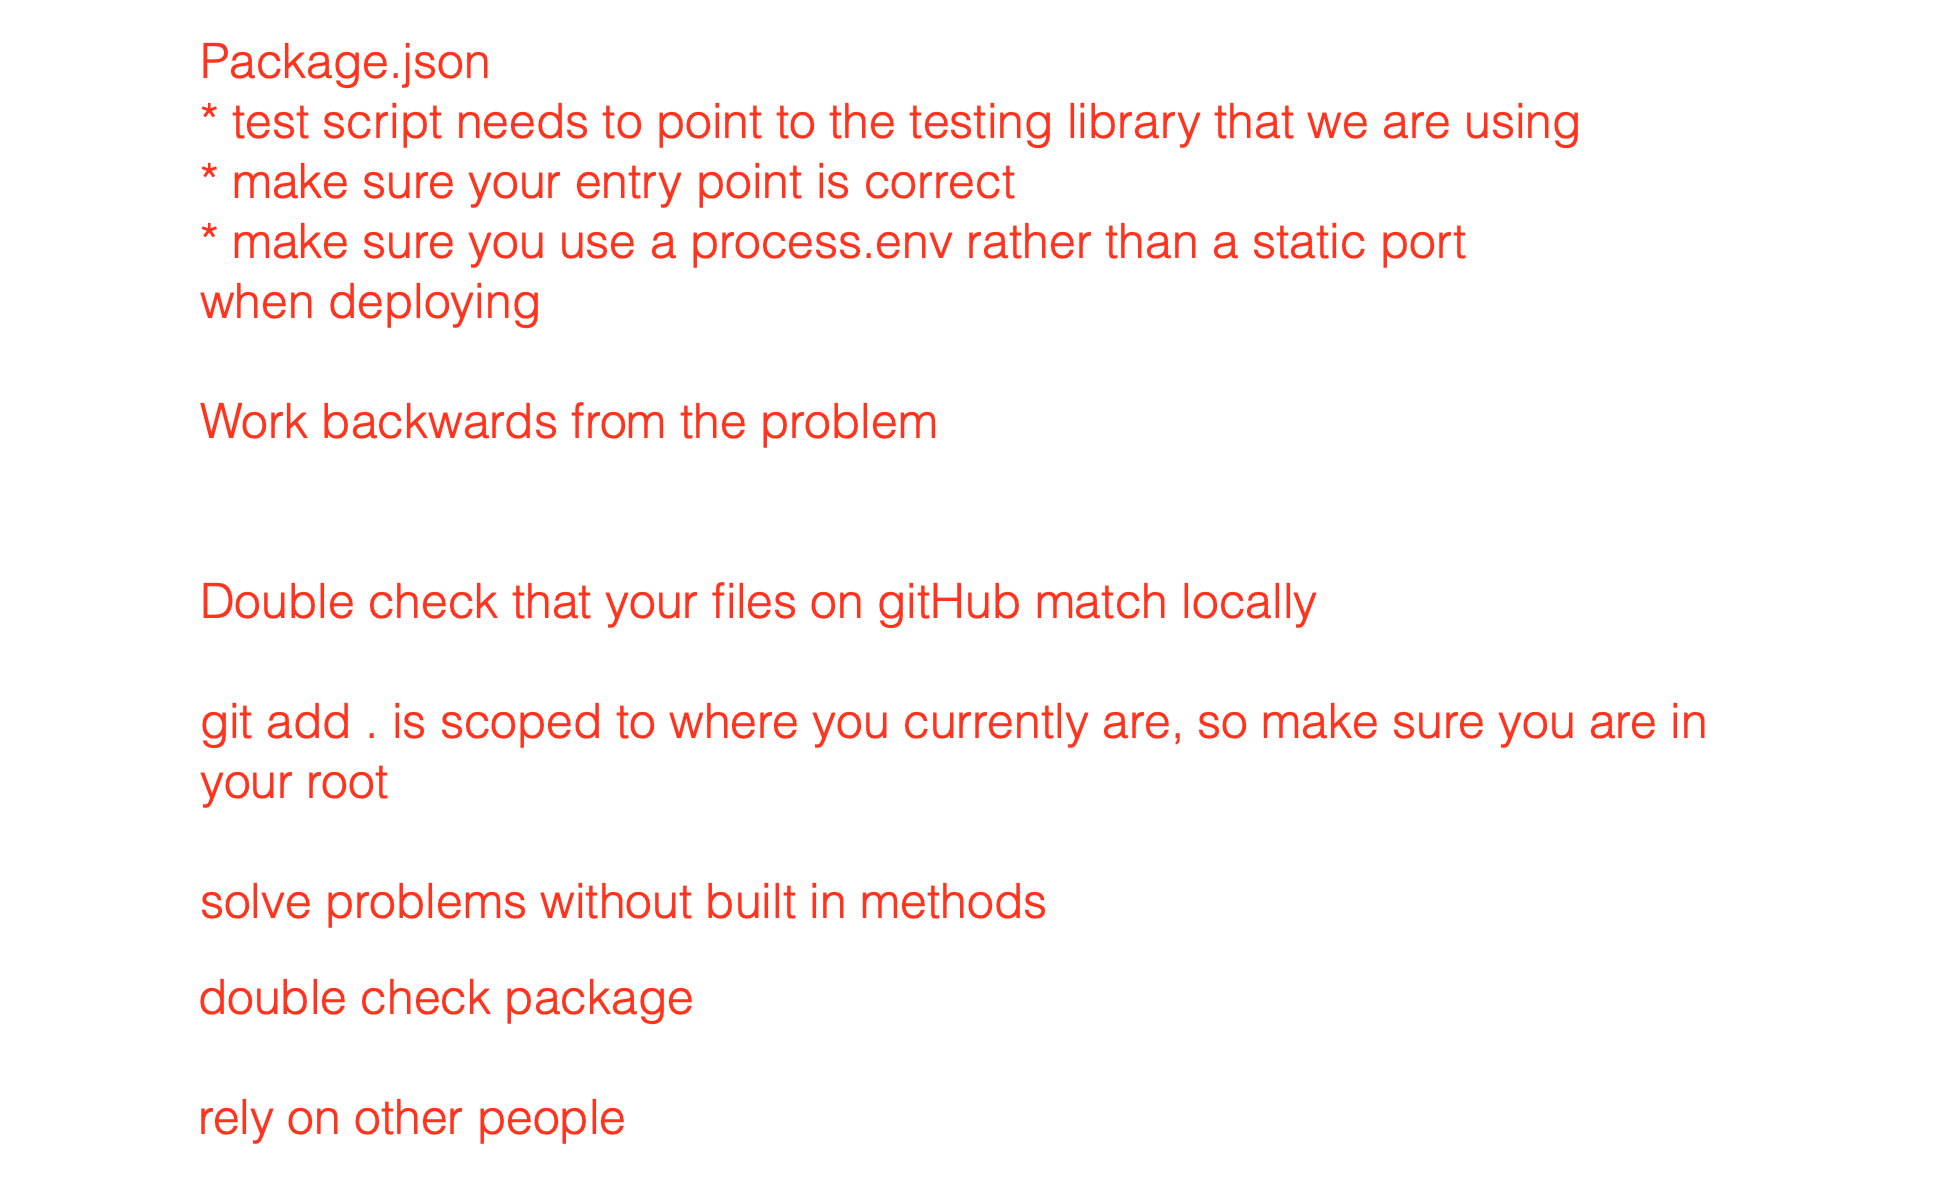 Package.json
* test script needs to point to the testing library that we are using
* make sure your entry point is correct
* make sure you use a process.env rather than a static port
when deploying
Work backwards from the problem
Double check that your files on gitHub match locally
git add . is scoped to where you currently are, so make sure you are in
your root
solve problems without built in methods
double check package
rely on other people